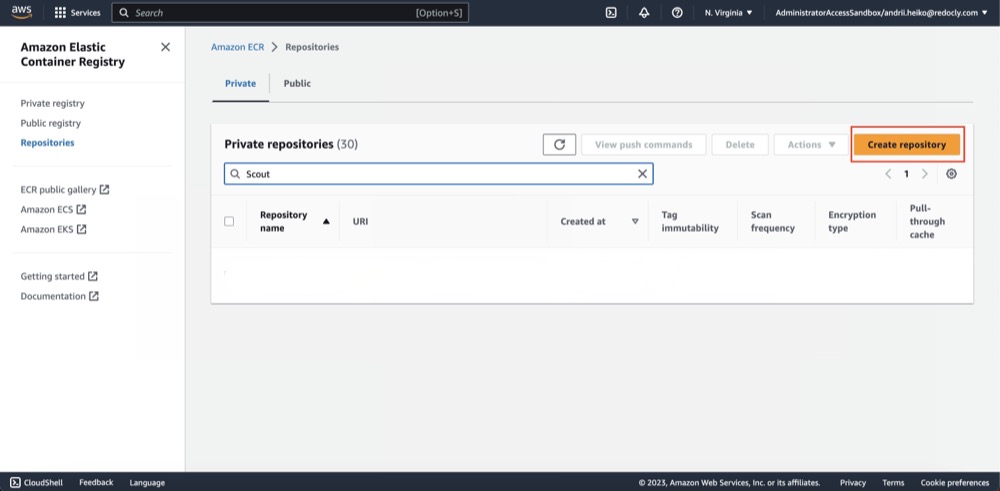 aws
Services
Search
[Option+S]
N. Virginia
AdministratorAccessSandbox/andrii.heiko@redocly.com
Amazon Elastic
Container Registry
Private registry
Public registry
Repositories
ECR public gallery
Amazon ECS
Amazon EKS
Getting started
Documentation
Amazon ECR > Repositories
Private
Public
Private repositories (30)
View push commands
Delete
Actions
Create repository
Scout
1
Repository
name
URI
Created at
Tag
immutability
Scan
frequency
Encryption
type
Pull-
through
cache
CloudShell
Feedback
Language
© 2023, Amazon Web Services, Inc. or its affiliates.
Privacy
Terms
Cookie preferences